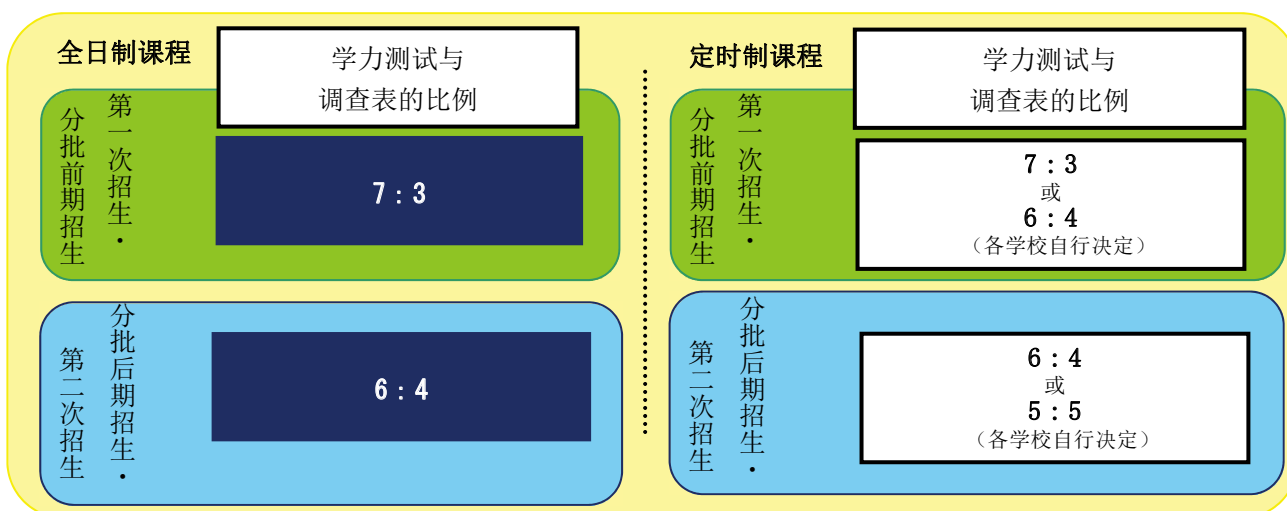 全日制课程
学力测试与
调查表的比例
第一次招生・
分批前期招生
7：3
分批后期招生・
第二次招生
6：4
定时制课程
学力测试与
调查表的比例
第一次招生・
分批前期招生
7：3
或
6：4
（各学校自行决定）
分批后期招生・
第二次招生
6：4
或
5：5
（各学校自行决定）